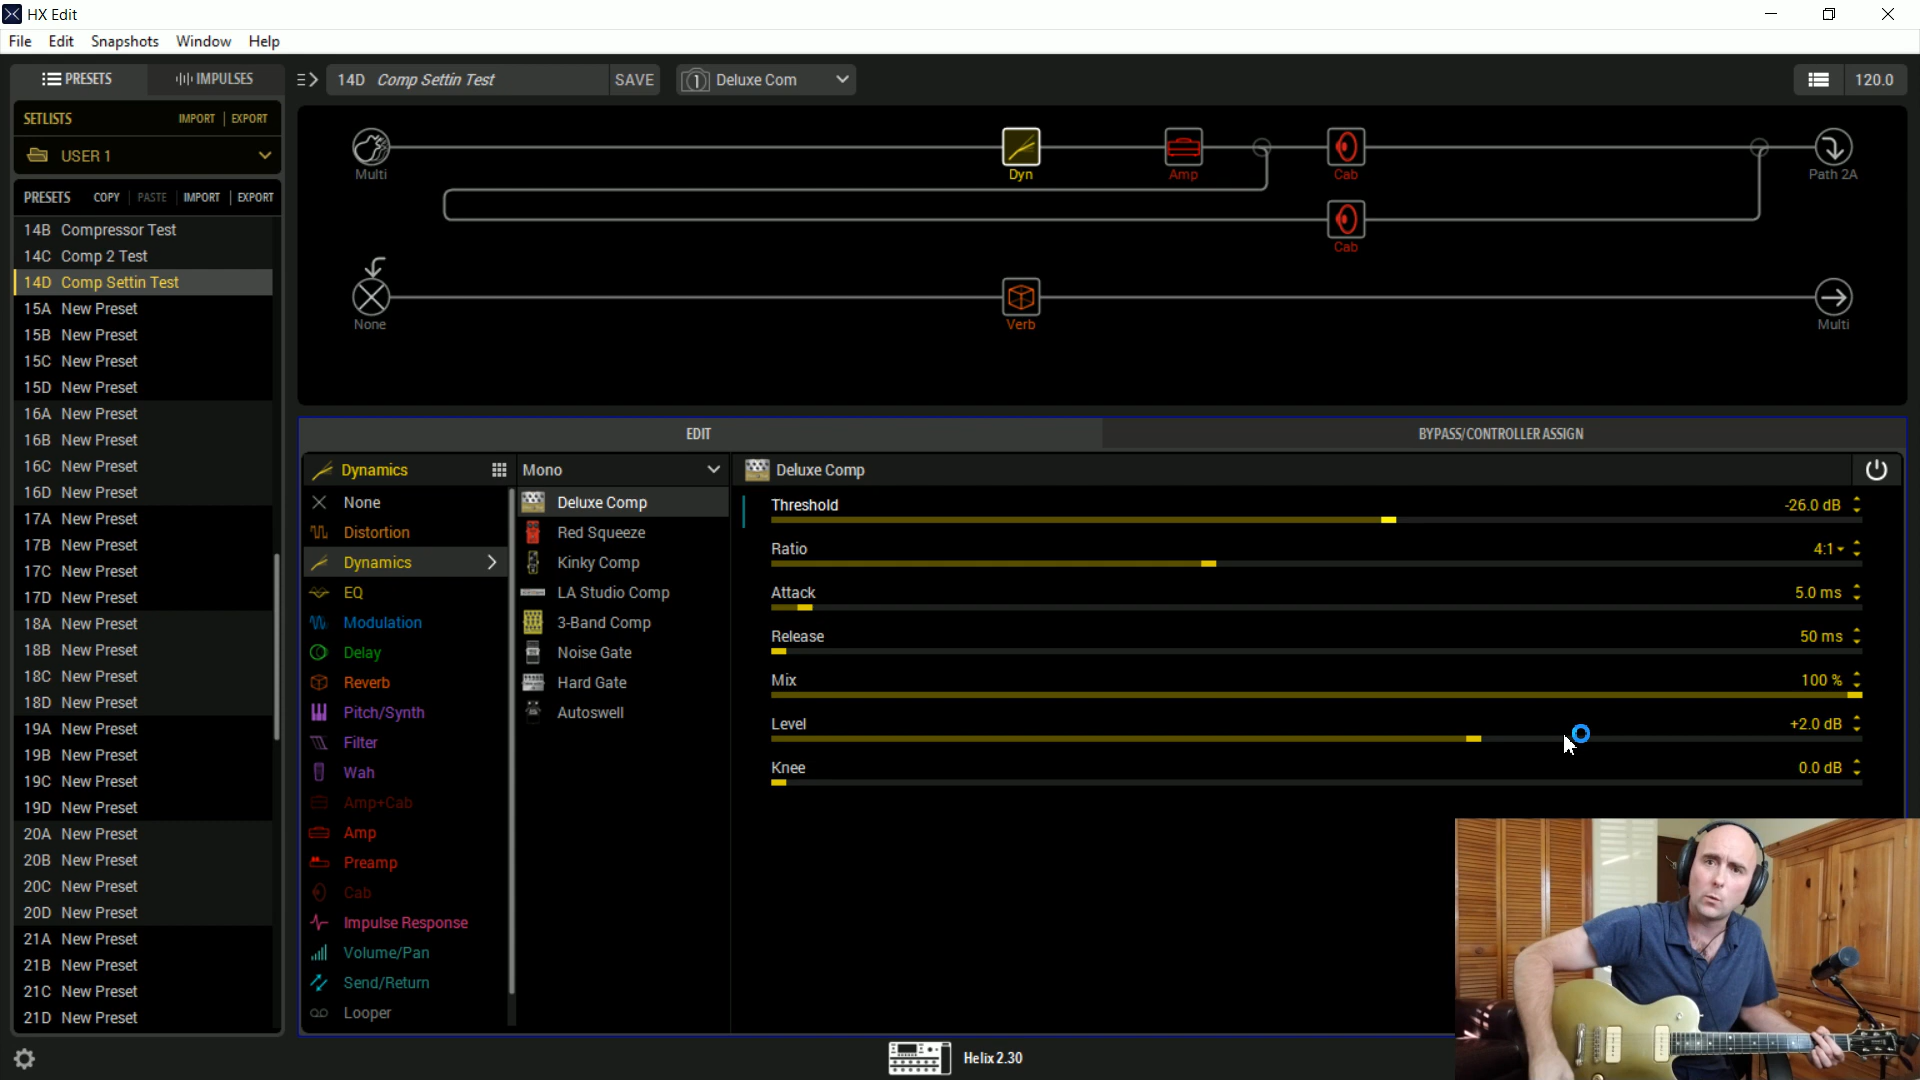 HX Edit
File Edit Snapshots Window Help
PRESETS IMPULSES
14D Comp Settin Test SAVE 1 Deluxe Com 120.0
SETLISTS IMPORT EXPORT
USER 1
PRESETS COPY PASTE IMPORT EXPORT
14B Compressor Test
14C Comp 2 Test
14D Comp Settin Test
15A New Preset
15B New Preset
15C New Preset
15D New Preset
16A New Preset
16B New Preset
16C New Preset
16D New Preset
17A New Preset
17B New Preset
17C New Preset
17D New Preset
18A New Preset
18B New Preset
18C New Preset
18D New Preset
19A New Preset
19B New Preset
19C New Preset
19D New Preset
20A New Preset
20B New Preset
20C New Preset
20D New Preset
21A New Preset
21B New Preset
21C New Preset
21D New Preset
Multi Dyn Amp Cab Path 2A
Cab
None Verb Multi
EDIT BYPASS/CONTROLLER ASSIGN
Dynamics
None
Distortion
Dynamics
EQ
Modulation
Delay
Reverb
Pitch/Synth
Filter
Wah
Amp+Cab
Amp
Preamp
Cab
Impulse Response
Volume/Pan
Send/Return
Looper
Mono
Deluxe Comp
Red Squeeze
Kinky Comp
LA Studio Comp
3-Band Comp
Noise Gate
Hard Gate
Autoswell
Deluxe Comp
Threshold -26.0 dB
Ratio 4:1
Attack 5.0 ms
Release 50 ms
Mix 100 %
Level +2.0 dB
Knee 0.0 dB
Helix 2.30